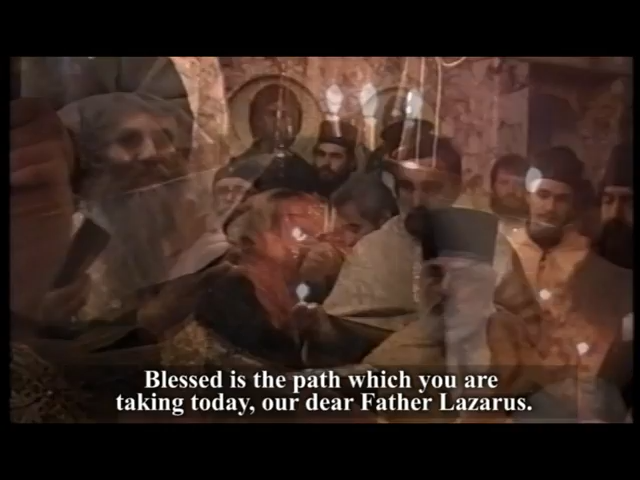 Blessed is the path which you are
taking today, our dear Father Lazarus.